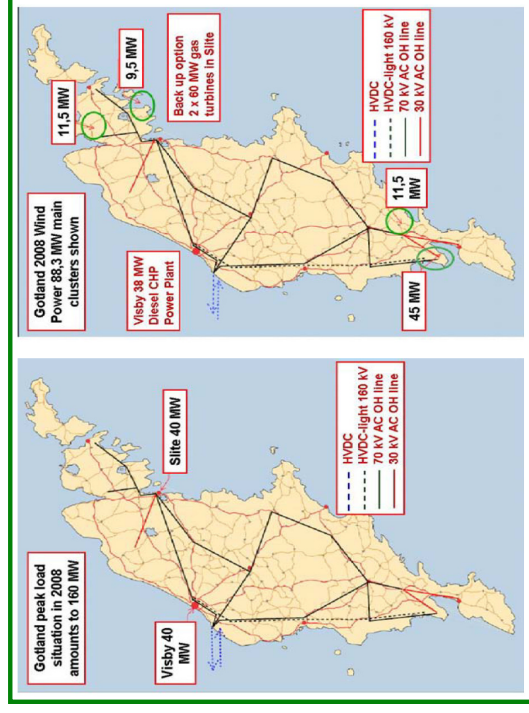 Gotland peak load
situation in 2008
amounts to 160 MW
Visby 40
MW
Slite 40 MW
HVDC
HVDC-light 160 kV
70 kV AC OH line
30 kV AC OH line
Gotland 2008 Wind
Power 88,3 MW main
clusters shown
11,5 MW
9,5 MW
Visby 38 MW
Diesel CHP
Power Plant
Back up option
2 x 60 MW gas
turbines in Slite
HVDC
HVDC-light 160 kV
70 kV AC OH line
30 kV AC OH line
45 MW
11,5
MW